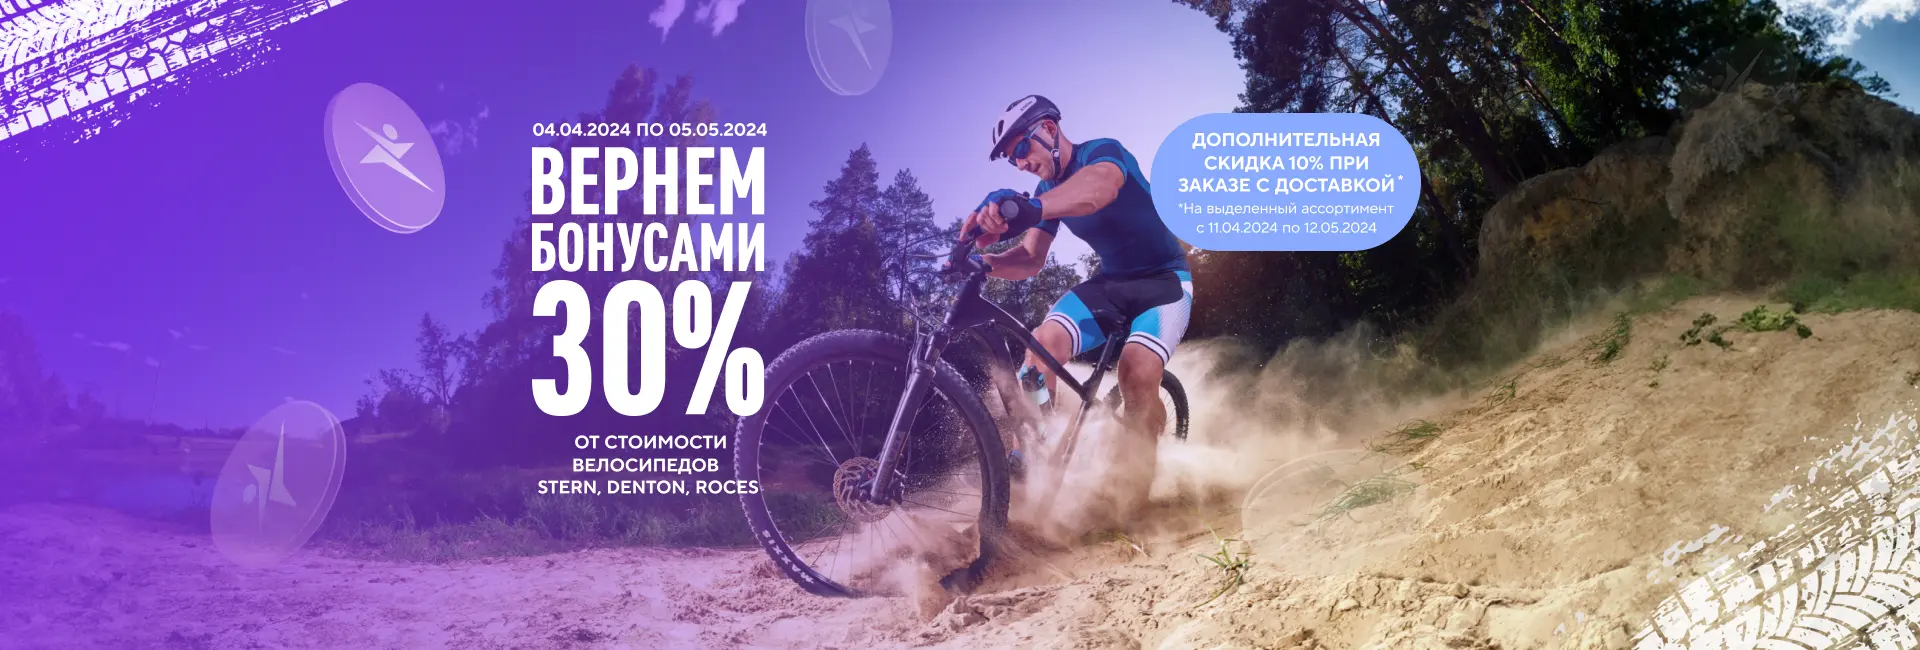 04.04.2024 ПО 05.05.2024
ВЕРНЕМ
БОНУСАМИ
30%
ОТ СТОИМОСТИ
ВЕЛОСИПЕДОВ
STERN, DENTON, ROCES
ДОПОЛНИТЕЛЬНАЯ
СКИДКА 10% ПРИ
ЗАКАЗЕ С ДОСТАВКОЙ*
*На выделенный ассортимент
с 11.04.2024 по 12.05.2024
MAXXIS